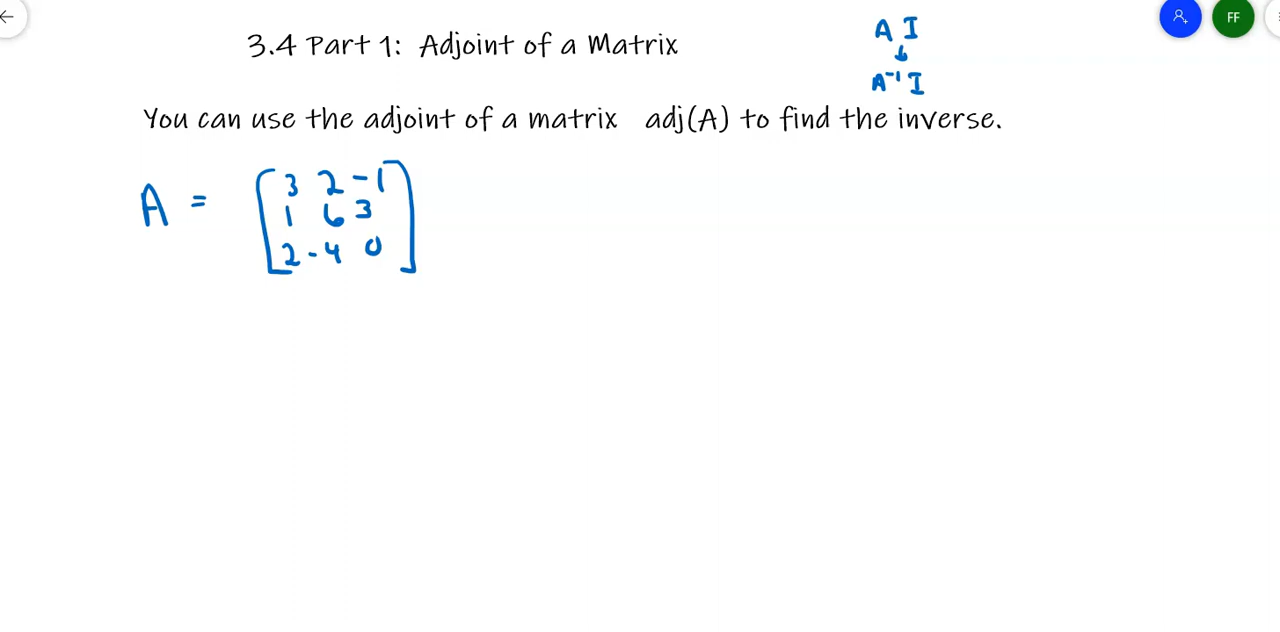 A I
3.4 Part 1: Adjoint of a Matrix
FF
A⁻¹ I
You can use the adjoint of a matrix adj(A) to find the inverse.
3 2 -1
A = 1 6 3
2 -4 0